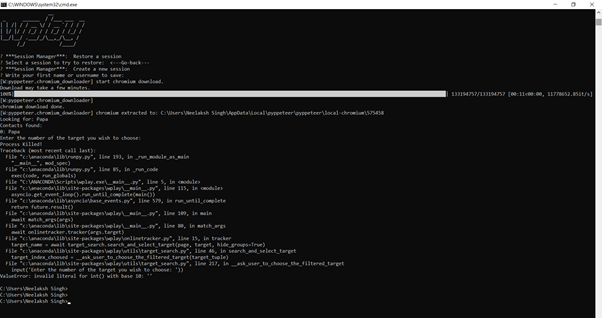 C:\WINDOWS\system32\cmd.exe
? ***Session Manager***:  Restore a session
? Select a session to try to restore:  <---Go-back---
? ***Session Manager***:  Create a new session
? Write your first name or username to save:
[W:pyppeteer.chromium_downloader] start chromium download.
Download may take a few minutes.
100%| | 133194757/133194757 [00:11<00:00, 11778652.85it/s]
[W:pyppeteer.chromium_downloader]
chromium download done.
[W:pyppeteer.chromium_downloader] chromium extracted to: C:\Users\Neelaksh Singh\AppData\Local\pyppeteer\pyppeteer\local-chromium\575458
Looking for: Papa
Contacts found:
0: Papa
Enter the number of the target you wish to choose:
Process Killed!
Traceback (most recent call last):
  File "c:\anaconda\lib\runpy.py", line 193, in _run_module_as_main
    "__main__", mod_spec)
  File "c:\anaconda\lib\runpy.py", line 85, in _run_code
    exec(code, run_globals)
  File "C:\ANACONDA\Scripts\wplay.exe\__main__.py", line 5, in <module>
  File "c:\anaconda\lib\site-packages\wplay\__main__.py", line 115, in <module>
    asyncio.get_event_loop().run_until_complete(main())
  File "c:\anaconda\lib\asyncio\base_events.py", line 579, in run_until_complete
    return future.result()
  File "c:\anaconda\lib\site-packages\wplay\__main__.py", line 109, in main
    await match_args(args)
  File "c:\anaconda\lib\site-packages\wplay\__main__.py", line 80, in match_args
    await onlinetracker.tracker(args.target)
  File "c:\anaconda\lib\site-packages\wplay\onlinetracker.py", line 15, in tracker
    target_name = await target_search.search_and_select_target(page, target, hide_groups=True)
  File "c:\anaconda\lib\site-packages\wplay\utils\target_search.py", line 46, in search_and_select_target
    target_index_choosed = __ask_user_to_choose_the_filtered_target(target_tuple)
  File "c:\anaconda\lib\site-packages\wplay\utils\target_search.py", line 217, in __ask_user_to_choose_the_filtered_target
    input('Enter the number of the target you wish to choose: '))
ValueError: invalid literal for int() with base 10: ''
C:\Users\Neelaksh Singh>
C:\Users\Neelaksh Singh>
C:\Users\Neelaksh Singh>